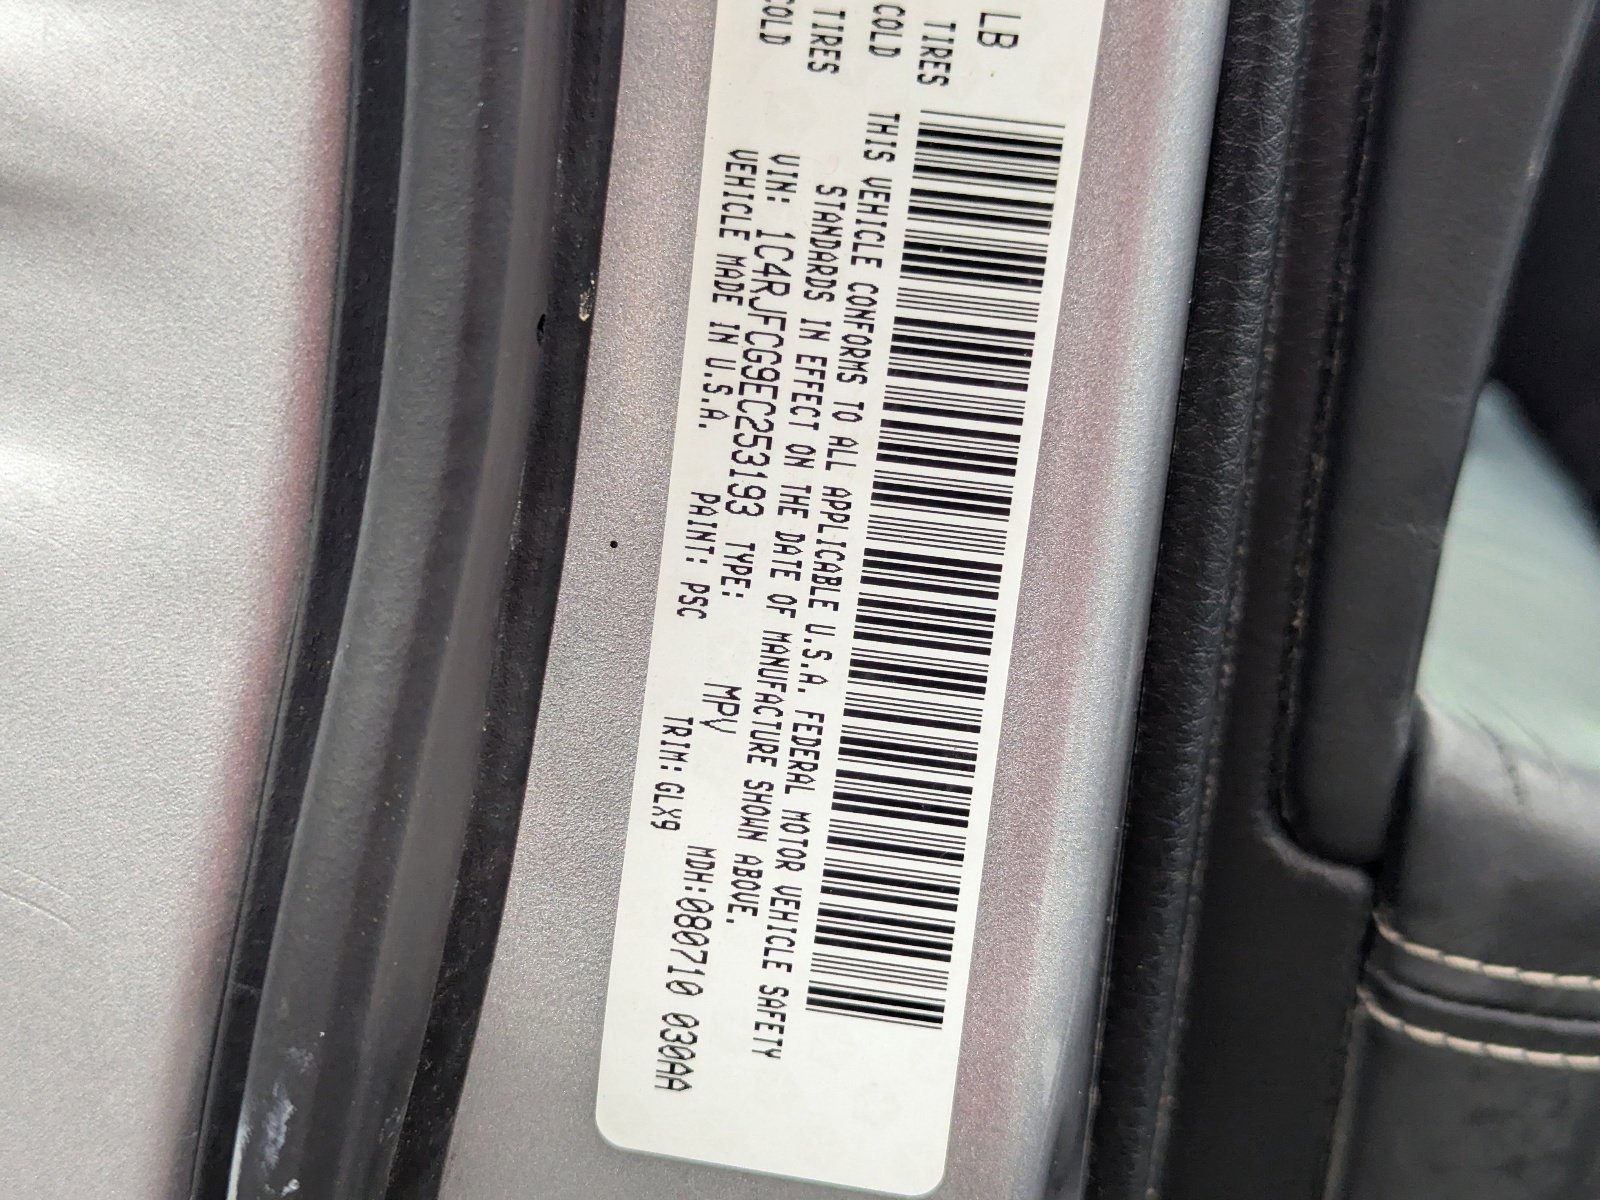 LB
TIRES
COLD
TIRES
COLD
THIS VEHICLE CONFORMS TO ALL APPLICABLE U.S.A. FEDERAL MOTOR VEHICLE SAFETY
STANDARDS IN EFFECT ON THE DATE OF MANUFACTURE SHOWN ABOVE.
VIN: 1C4RJFCG9EC253193 TYPE: MPV MDH:080710 030AA
VEHICLE MADE IN U.S.A. PAINT: PSC TRIM:GLX9